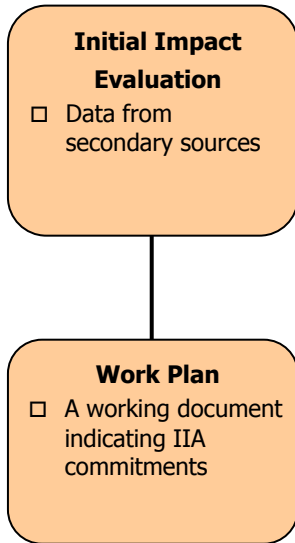 Initial Impact
Evaluation
□ Data from
secondary sources
Work Plan
□ A working document
indicating IIA
commitments